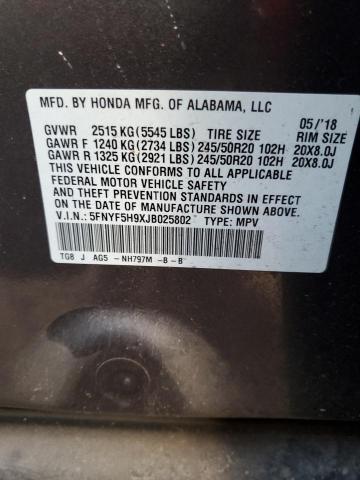 MFD. BY HONDA MFG. OF ALABAMA, LLC
05/'18
GVWR 2515 KG (5545 LBS) TIRE SIZE RIM SIZE
GAWR F 1240 KG (2734 LBS) 245/50R20 102H 20X8.0J
GAWR R 1325 KG (2921 LBS) 245/50R20 102H 20X8.0J
THIS VEHICLE CONFORMS TO ALL APPLICABLE
FEDERAL MOTOR VEHICLE SAFETY
AND THEFT PREVENTION STANDARDS
IN EFFECT ON THE DATE OF MANUFACTURE SHOWN ABOVE.
V.I.N.: 5FNYF5H9XJB025802 TYPE: MPV
TG8 J AG5 -NH797M -B -B